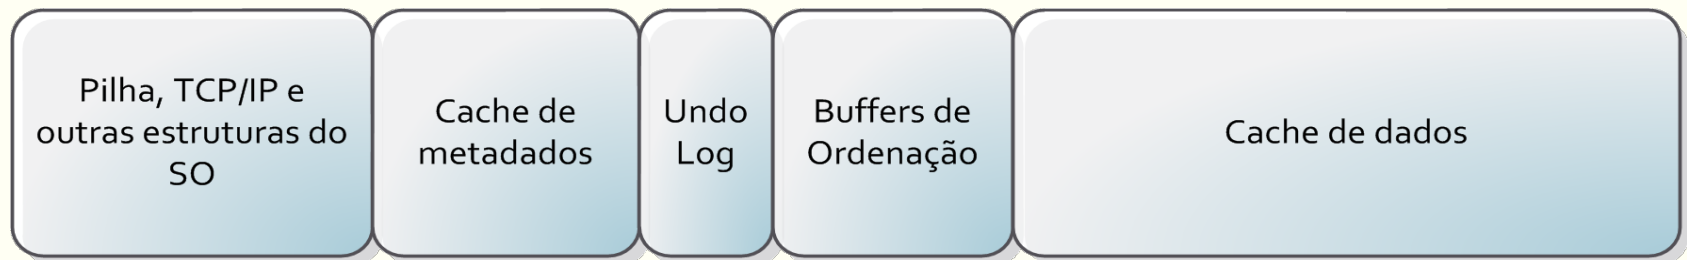 Pilha, TCP/IP e
outras estruturas do
SO
Cache de
metadados
Undo
Log
Buffers de
Ordenação
Cache de dados